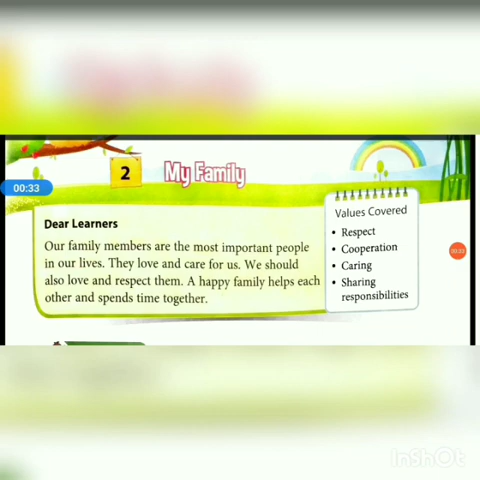 00:33
2
My Family
Dear Learners
Our family members are the most important people
in our lives. They love and care for us. We should
also love and respect them. A happy family helps each
other and spends time together.
Values Covered
• Respect
• Cooperation
• Caring
• Sharing
responsibilities
00:33
InShOt